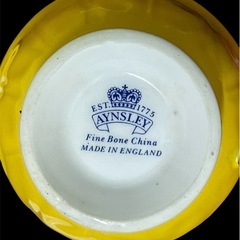 EST. 1775
AYNSLEY
Fine Bone China
MADE IN ENGLAND